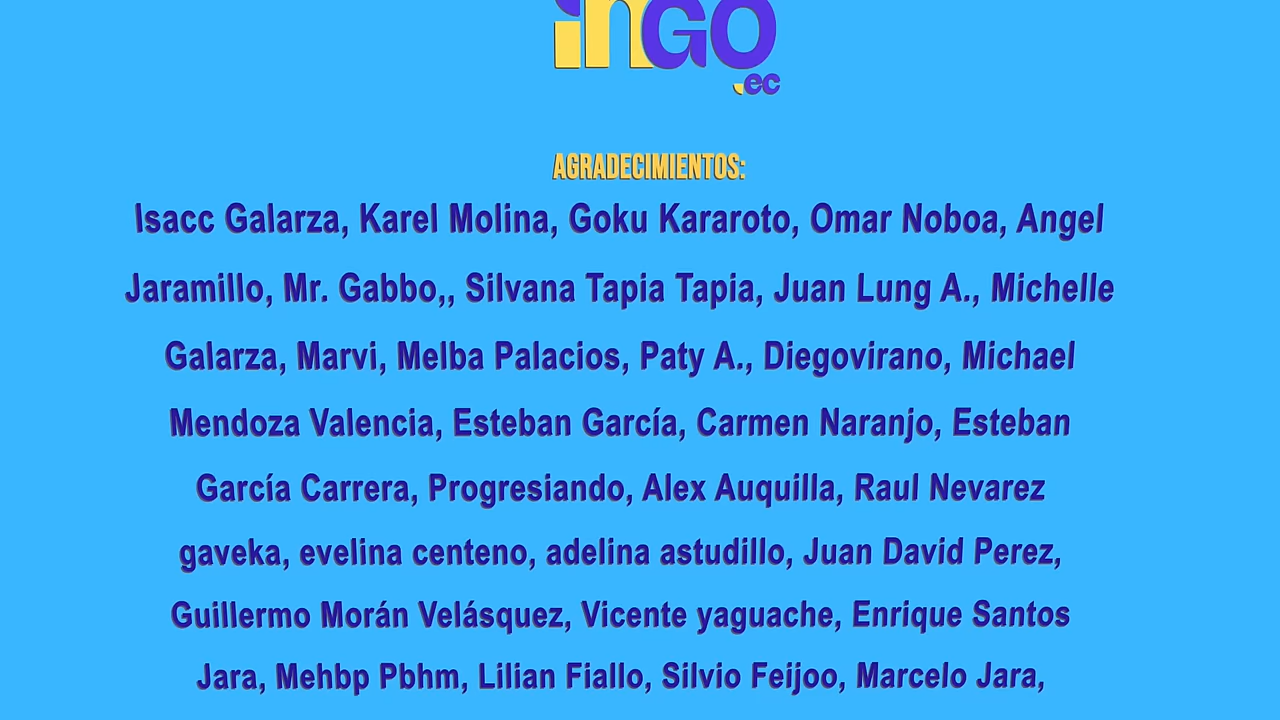 inGO
.ec
AGRADECIMIENTOS:
Isacc Galarza, Karel Molina, Goku Kararoto, Omar Noboa, Angel
Jaramillo, Mr. Gabbo,, Silvana Tapia Tapia, Juan Lung A., Michelle
Galarza, Marvi, Melba Palacios, Paty A., Diegovirano, Michael
Mendoza Valencia, Esteban García, Carmen Naranjo, Esteban
García Carrera, Progresiando, Alex Auquilla, Raul Nevarez
gaveka, evelina centeno, adelina astudillo, Juan David Perez,
Guillermo Morán Velásquez, Vicente yaguache, Enrique Santos
Jara, Mehbp Pbhm, Lilian Fiallo, Silvio Feijoo, Marcelo Jara,